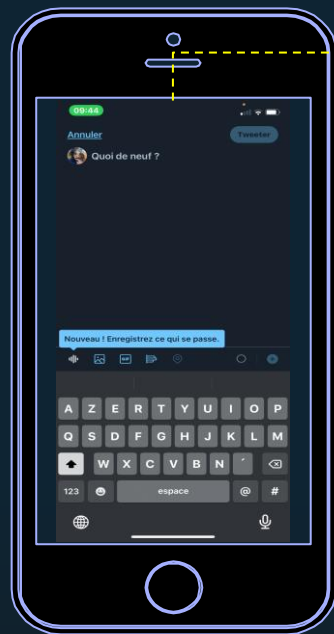 09:44
Annuler Tweeter
Quoi de neuf ?
Nouveau ! Enregistrez ce qui se passe.
GIF
A Z E R T Y U I O P
Q S D F G H J K L M
W X C V B N ´
123 espace @ #